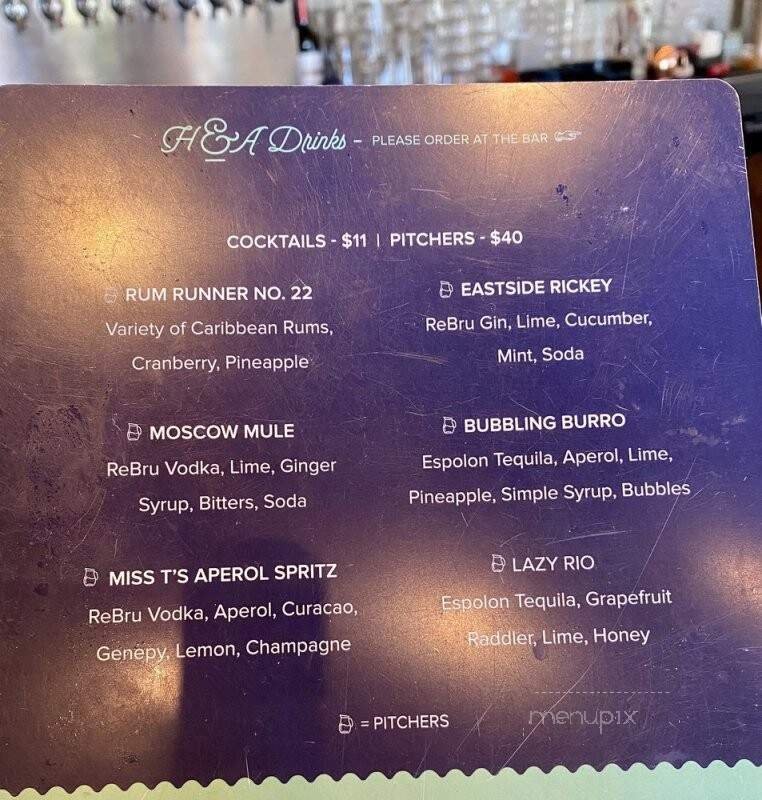 H&A Drinks – PLEASE ORDER AT THE BAR
COCKTAILS - $11 | PITCHERS - $40
RUM RUNNER NO. 22
Variety of Caribbean Rums,
Cranberry, Pineapple
MOSCOW MULE
ReBru Vodka, Lime, Ginger
Syrup, Bitters, Soda
MISS T'S APEROL SPRITZ
ReBru Vodka, Aperol, Curacao,
Genepy, Lemon, Champagne
EASTSIDE RICKEY
ReBru Gin, Lime, Cucumber,
Mint, Soda
BUBBLING BURRO
Espolon Tequila, Aperol, Lime,
Pineapple, Simple Syrup, Bubbles
LAZY RIO
Espolon Tequila, Grapefruit
Raddler, Lime, Honey
= PITCHERS
menupix